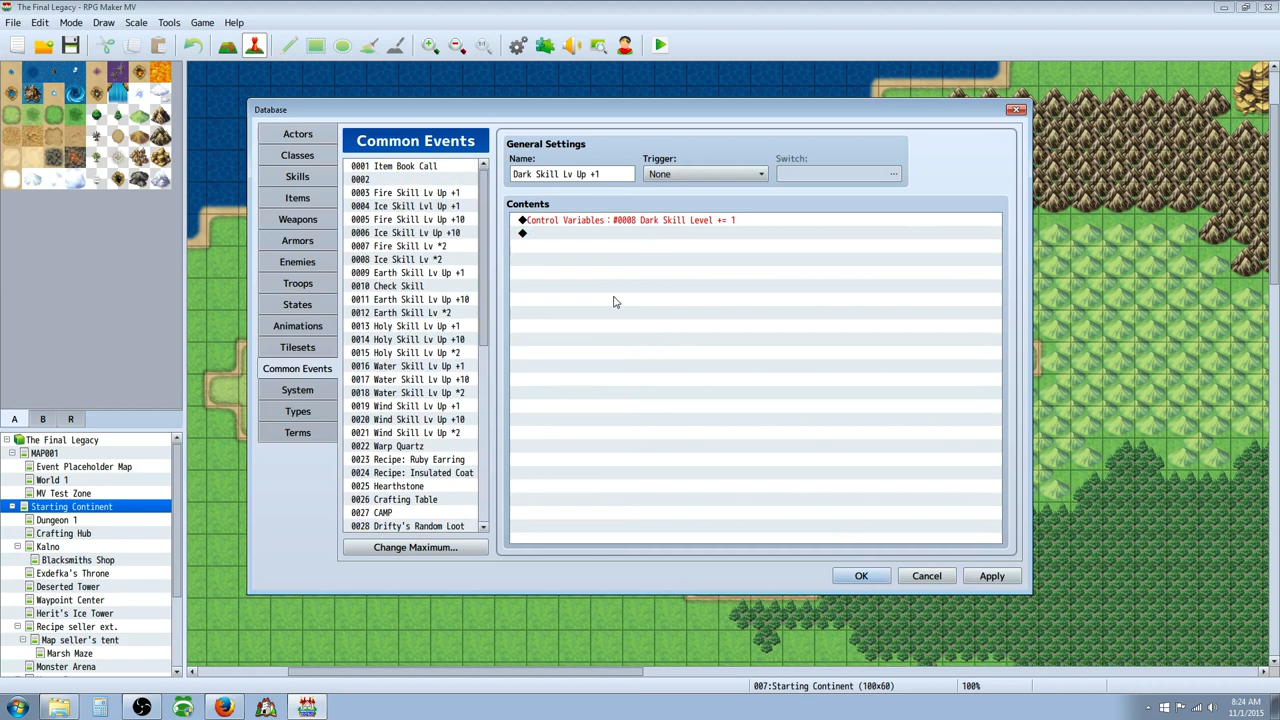 The Final Legacy - RPG Maker MV
File Edit Mode Draw Scale Tools Game Help
Database
Actors
Classes
Skills
Items
Weapons
Armors
Enemies
Troops
States
Animations
Tilesets
Common Events
System
Types
Terms
Common Events
0001 Item Book Call
0002
0003 Fire Skill Lv Up +1
0004 Ice Skill Lvl Up +1
0005 Fire Skill Lv Up +10
0006 Ice Skill Lv Up +10
0007 Fire Skill Lv *2
0008 Ice Skill Lv *2
0009 Earth Skill Lv Up +1
0010 Check Skill
0011 Earth Skill Lv Up +10
0012 Earth Skill Lv *2
0013 Holy Skill Lv Up +1
0014 Holy Skill Lv Up +10
0015 Holy Skill Lv Up *2
0016 Water Skill Lv Up +1
0017 Water Skill Lv Up +10
0018 Water Skill Lv Up *2
0019 Wind Skill Lv Up +1
0020 Wind Skill Lv Up +10
0021 Wind Skill Lv Up *2
0022 Warp Quartz
0023 Recipe: Ruby Earring
0024 Recipe: Insulated Coat
0025 Hearthstone
0026 Crafting Table
0027 CAMP
0028 Drifty's Random Loot
Change Maximum...
General Settings
Name: Trigger: Switch:
Dark Skill Lv Up +1 None ...
Contents
◆Control Variables：#0008 Dark Skill Level += 1
◆
OK Cancel Apply
A B R
The Final Legacy
MAP001
Event Placeholder Map
World 1
MV Test Zone
Starting Continent
Dungeon 1
Crafting Hub
Kalno
Blacksmiths Shop
Exdefka's Throne
Deserted Tower
Waypoint Center
Herit's Ice Tower
Recipe seller ext.
Map seller's tent
Marsh Maze
Monster Arena
007:Starting Continent (100x60) 100%
8:24 AM
11/1/2015